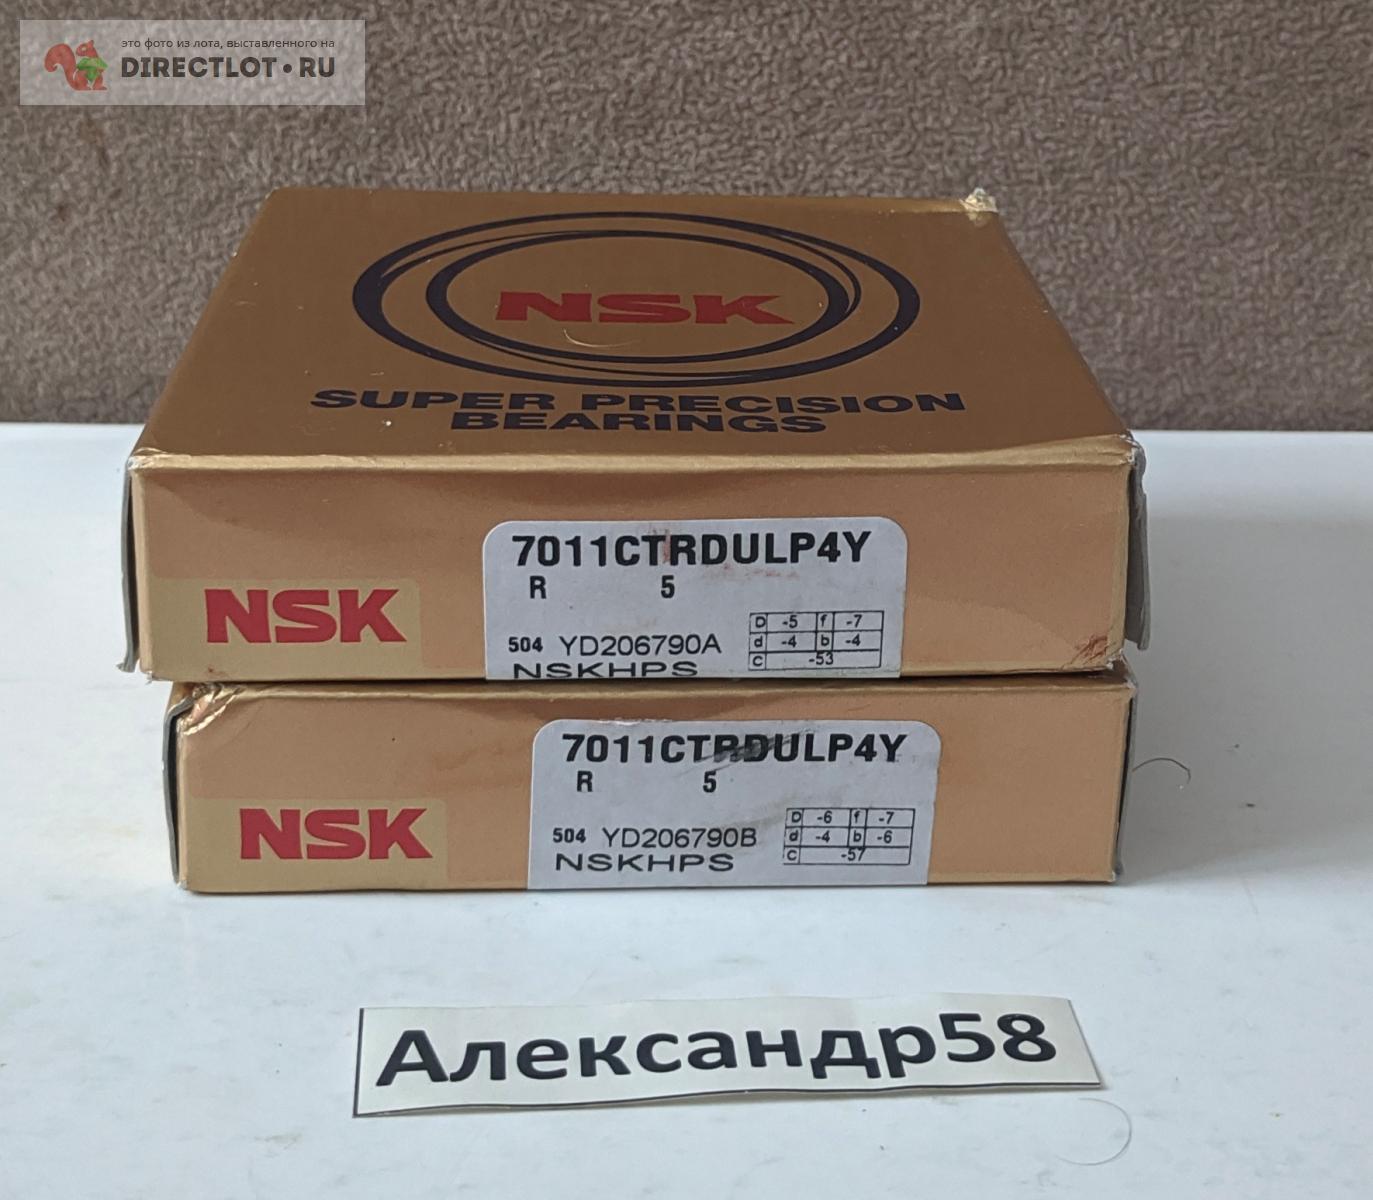 это фото из лота, выставленного на
DIRECTLOT•RU
NSK
SUPER PRECISION
BEARINGS
NSK
7011CTRDULP4Y
R 5
504 YD206790A
NSKHPS
D -5 f -7
d -4 b -4
C -53
NSK
7011CTRDULP4Y
R 5
504 YD206790B
NSKHPS
D -6 f -7
d -4 b -6
C -57
Александр58